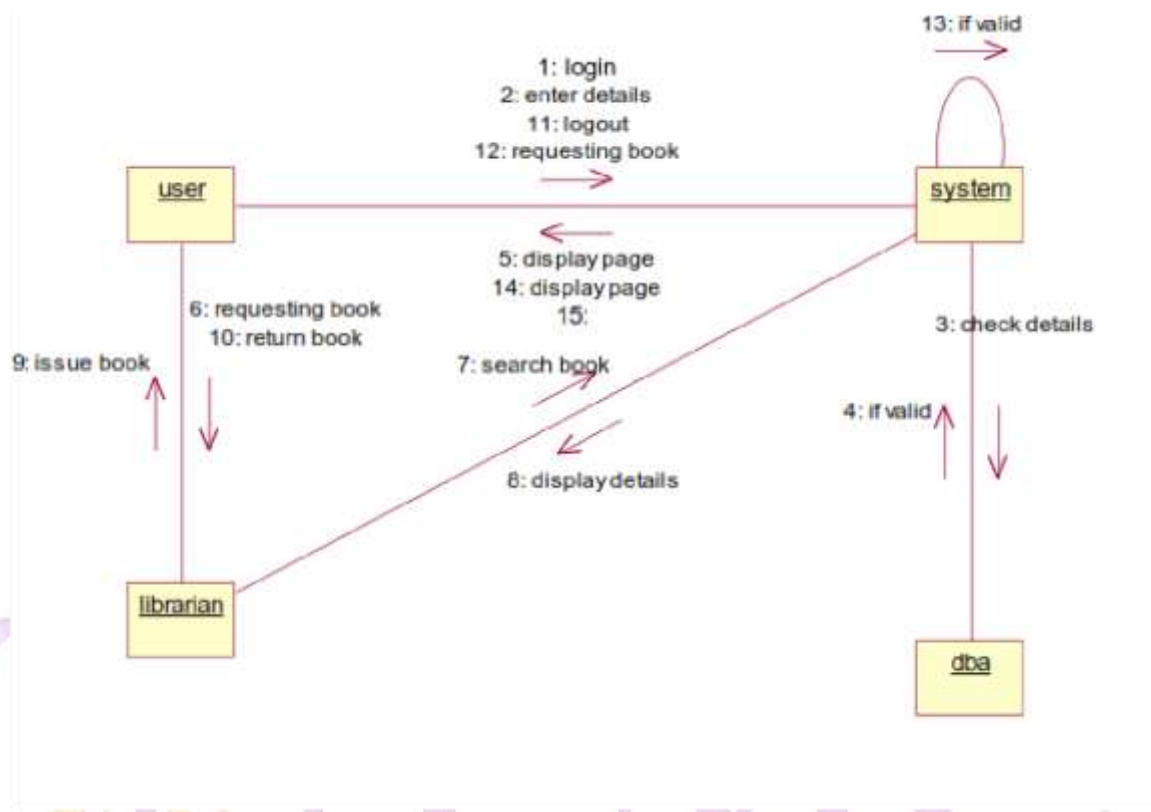 13: if valid
1: login
2: enter details
11: logout
12: requesting book
user
system
5: display page
14: display page
15:
6: requesting book
10: return book
3: check details
9: issue book
7: search book
4: if valid
8: display details
librarian
dba